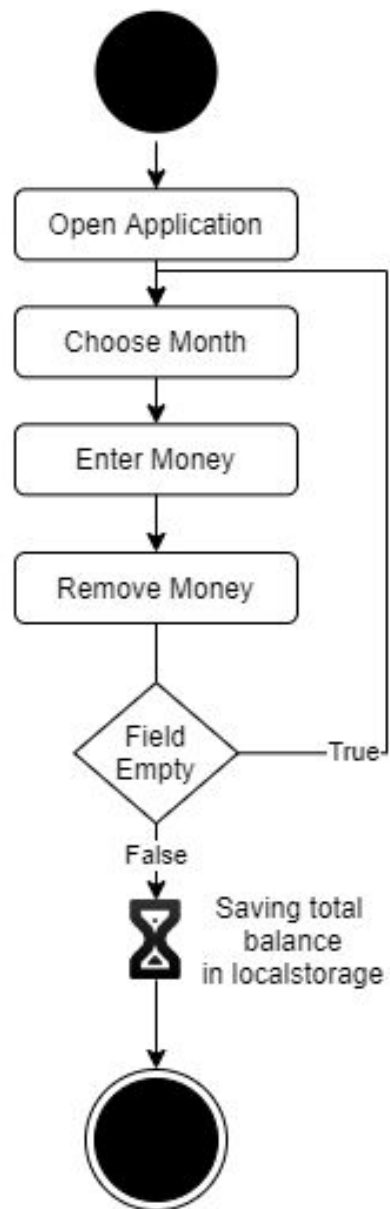 Open Application
Choose Month
Enter Money
Remove Money
Field
Empty
True
False
Saving total
balance
in localstorage